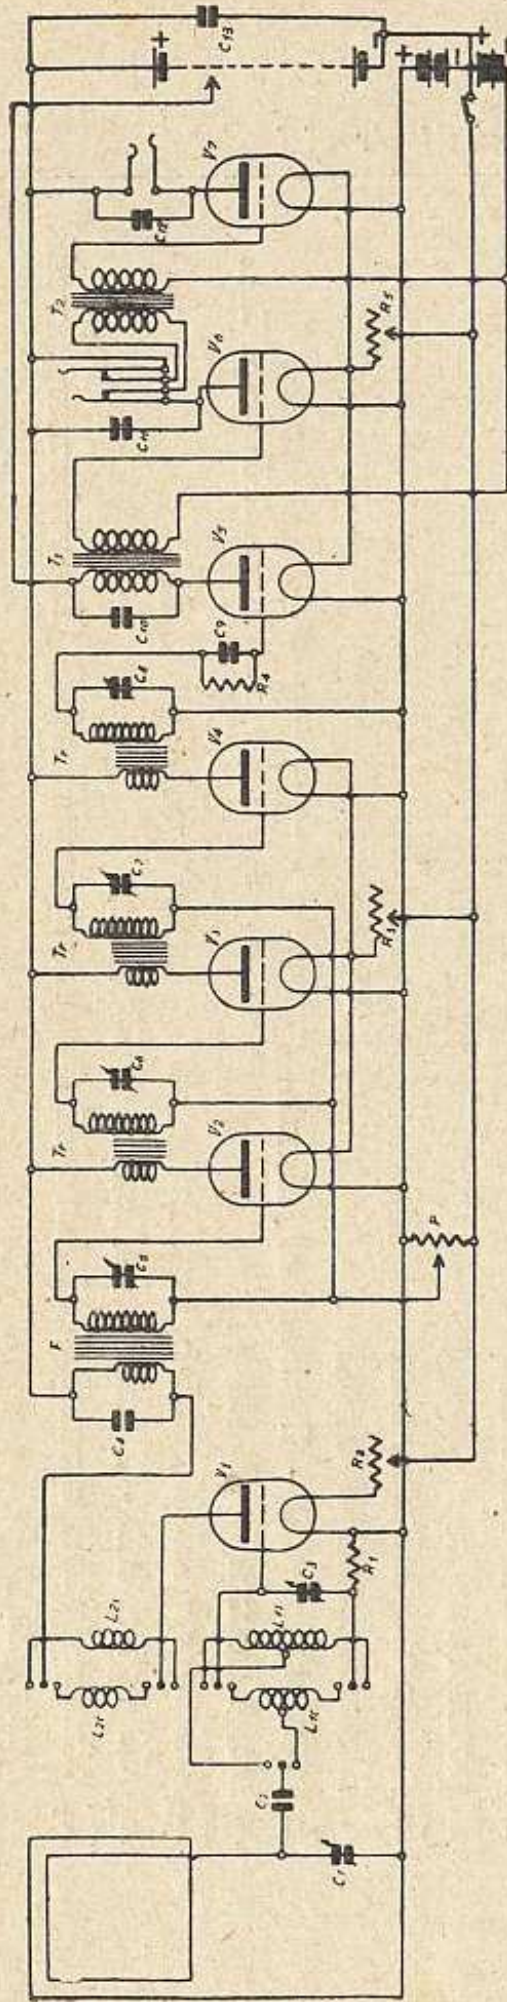 F
Tr
Tr
Tr
T1
T2
C13
L21
C4
C5
C6
C7
C8
C10
C11
C12
+
V1
V2
V3
V4
V5
V6
V7
C9
R4
L11
C3
C2
C1
R1
R2
R3
R5
P
-
+
-
+
-